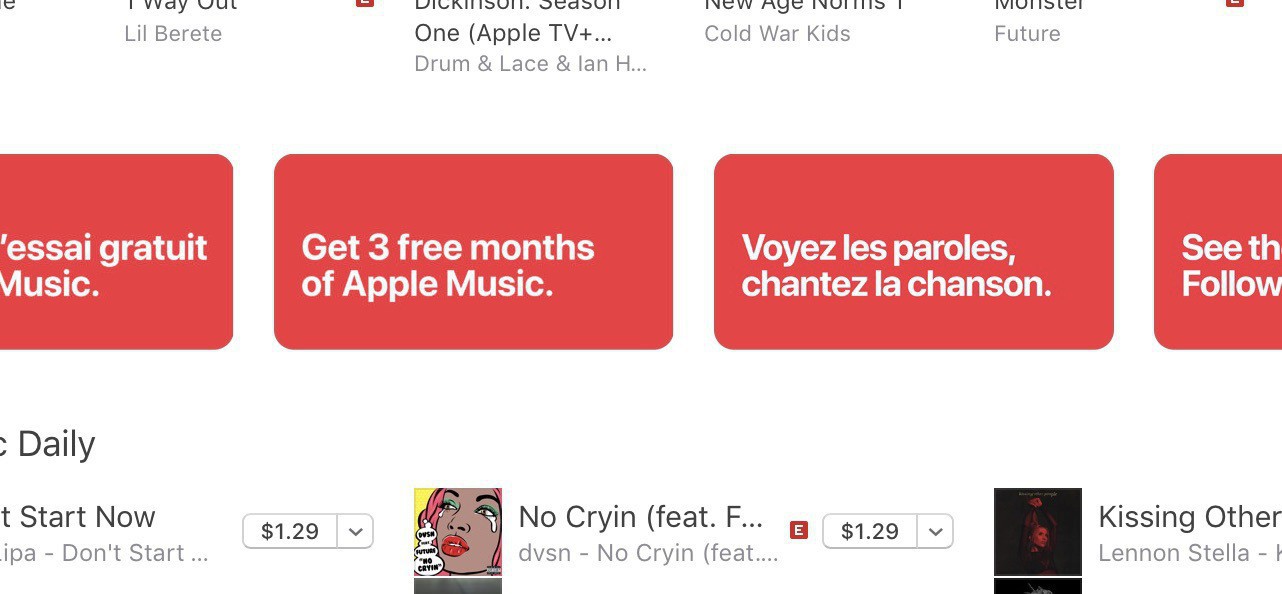 1 Way Out
E
Lil Berete
Dickinson: Season
One (Apple TV+...
Drum & Lace & Ian H...
New Age Norms 1
Cold War Kids
Monster
E
Future
'essai gratuit
Music.
Get 3 free months
of Apple Music.
Voyez les paroles,
chantez la chanson.
See th
Follow
c Daily
t Start Now
Lipa - Don't Start ...
$1.29
DVSN
FUTURE
"NO
CRYIN"
No Cryin (feat. F...
dvsn - No Cryin (feat....
E
$1.29
Kissing Other
Lennon Stella - K